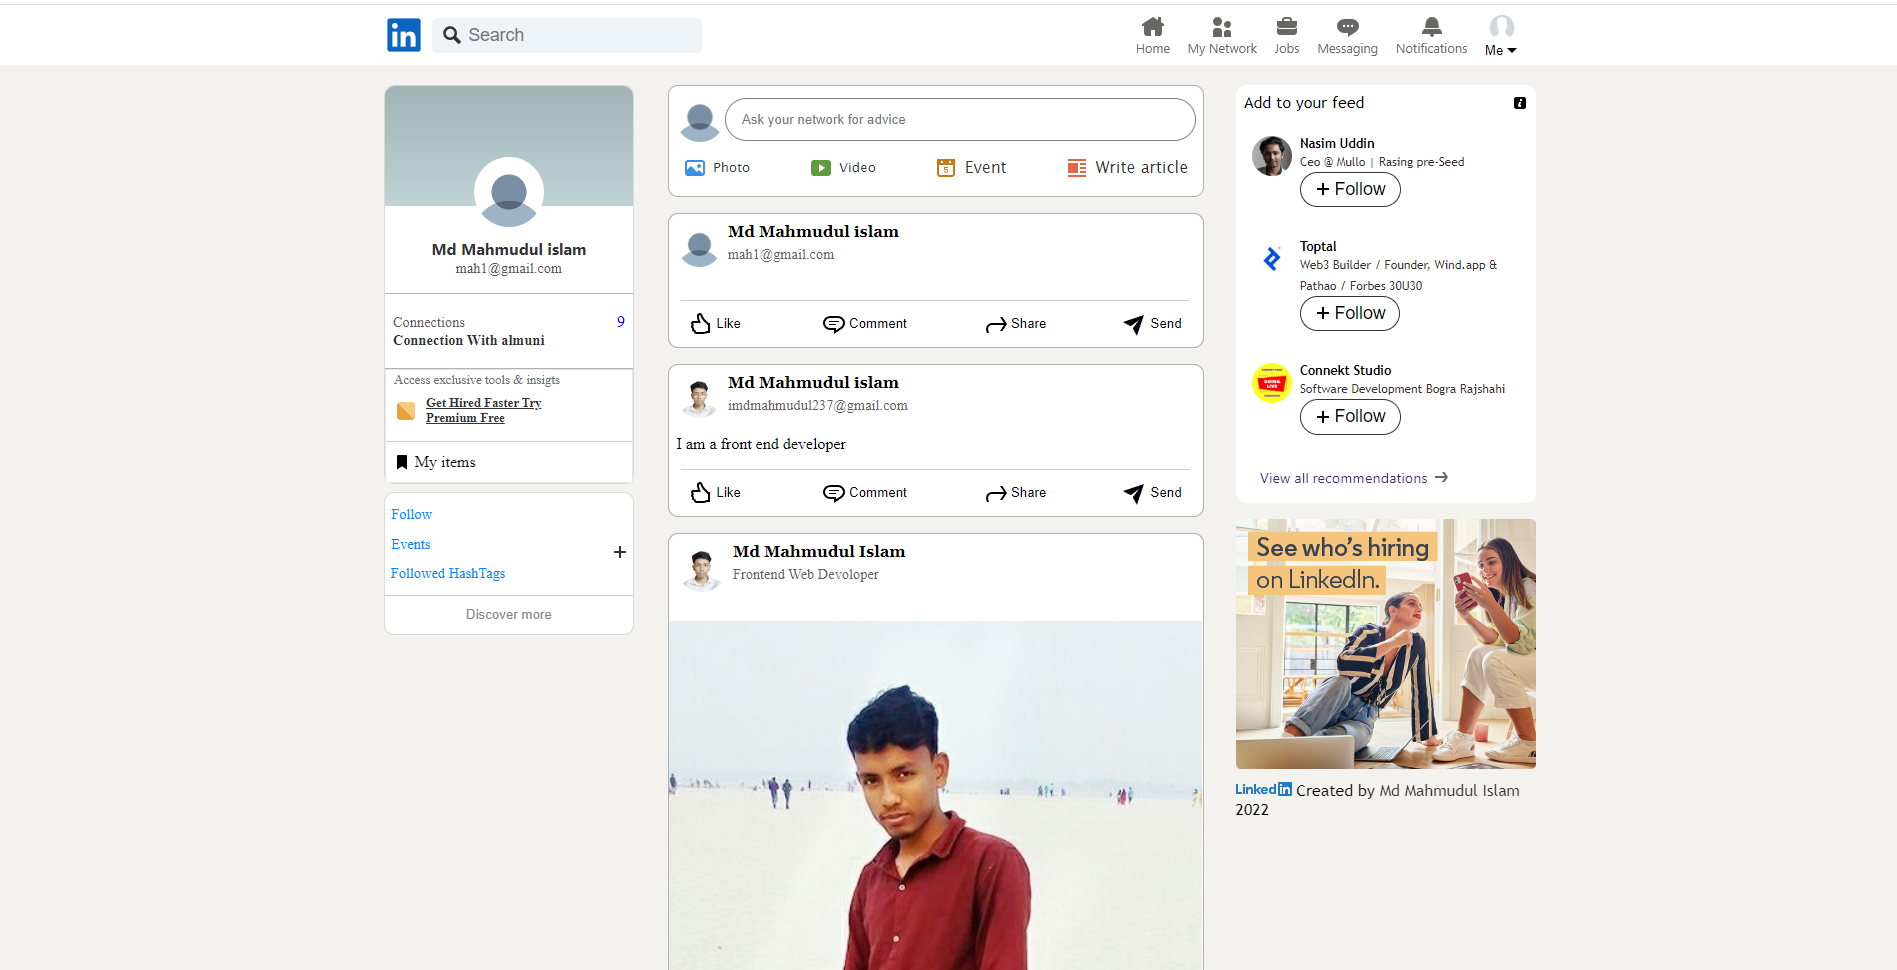 in
Search
Home
My Network
Jobs
Messaging
Notifications
Me
Md Mahmudul islam
mah1@gmail.com
Connections 9
Connection With almuni
Access exclusive tools & insigts
Get Hired Faster Try
Premium Free
My items
Follow
Events
Followed HashTags
Discover more
Ask your network for advice
Photo
Video
5
Event
Write article
Md Mahmudul islam
mah1@gmail.com
Like
Comment
Share
Send
Md Mahmudul islam
imdmahmudul237@gmail.com
I am a front end developer
Like
Comment
Share
Send
Md Mahmudul Islam
Frontend Web Devoloper
Add to your feed
Nasim Uddin
Ceo @ Mullo | Rasing pre-Seed
+ Follow
Toptal
Web3 Builder / Founder, Wind.app &
Pathao / Forbes 30U30
+ Follow
GOING
LIVE
Connekt Studio
Software Development Bogra Rajshahi
+ Follow
View all recommendations
See who's hiring
on LinkedIn.
Linked in Created by Md Mahmudul Islam
2022